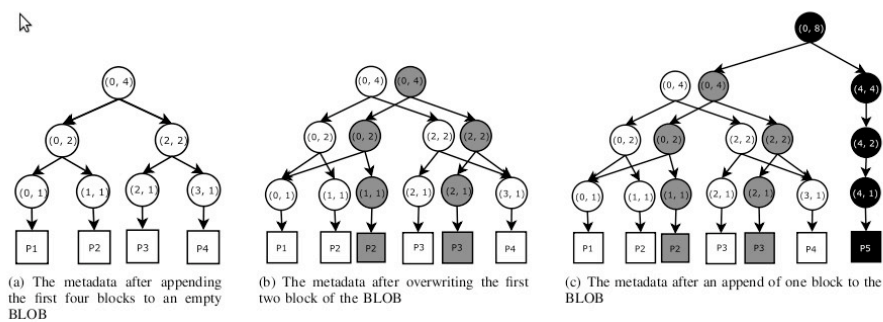 (0, 4)
(0, 2) (2, 2)
(0, 1) (1, 1) (2, 1) (3, 1)
P1 P2 P3 P4
(a) The metadata after appending
the first four blocks to an empty
BLOB
(0, 4) (0, 4)
(0, 2) (0, 2) (2, 2) (2, 2)
(0, 1) (1, 1) (1, 1) (2, 1) (2, 1) (3, 1)
P1 P2 P2 P3 P3 P4
(b) The metadata after overwriting the first
two block of the BLOB
(0, 8)
(0, 4) (0, 4) (4, 4)
(0, 2) (0, 2) (2, 2) (2, 2) (4, 2)
(0, 1) (1, 1) (1, 1) (2, 1) (2, 1) (3, 1) (4, 1)
P1 P2 P2 P3 P3 P4 P5
(c) The metadata after an append of one block to the
BLOB